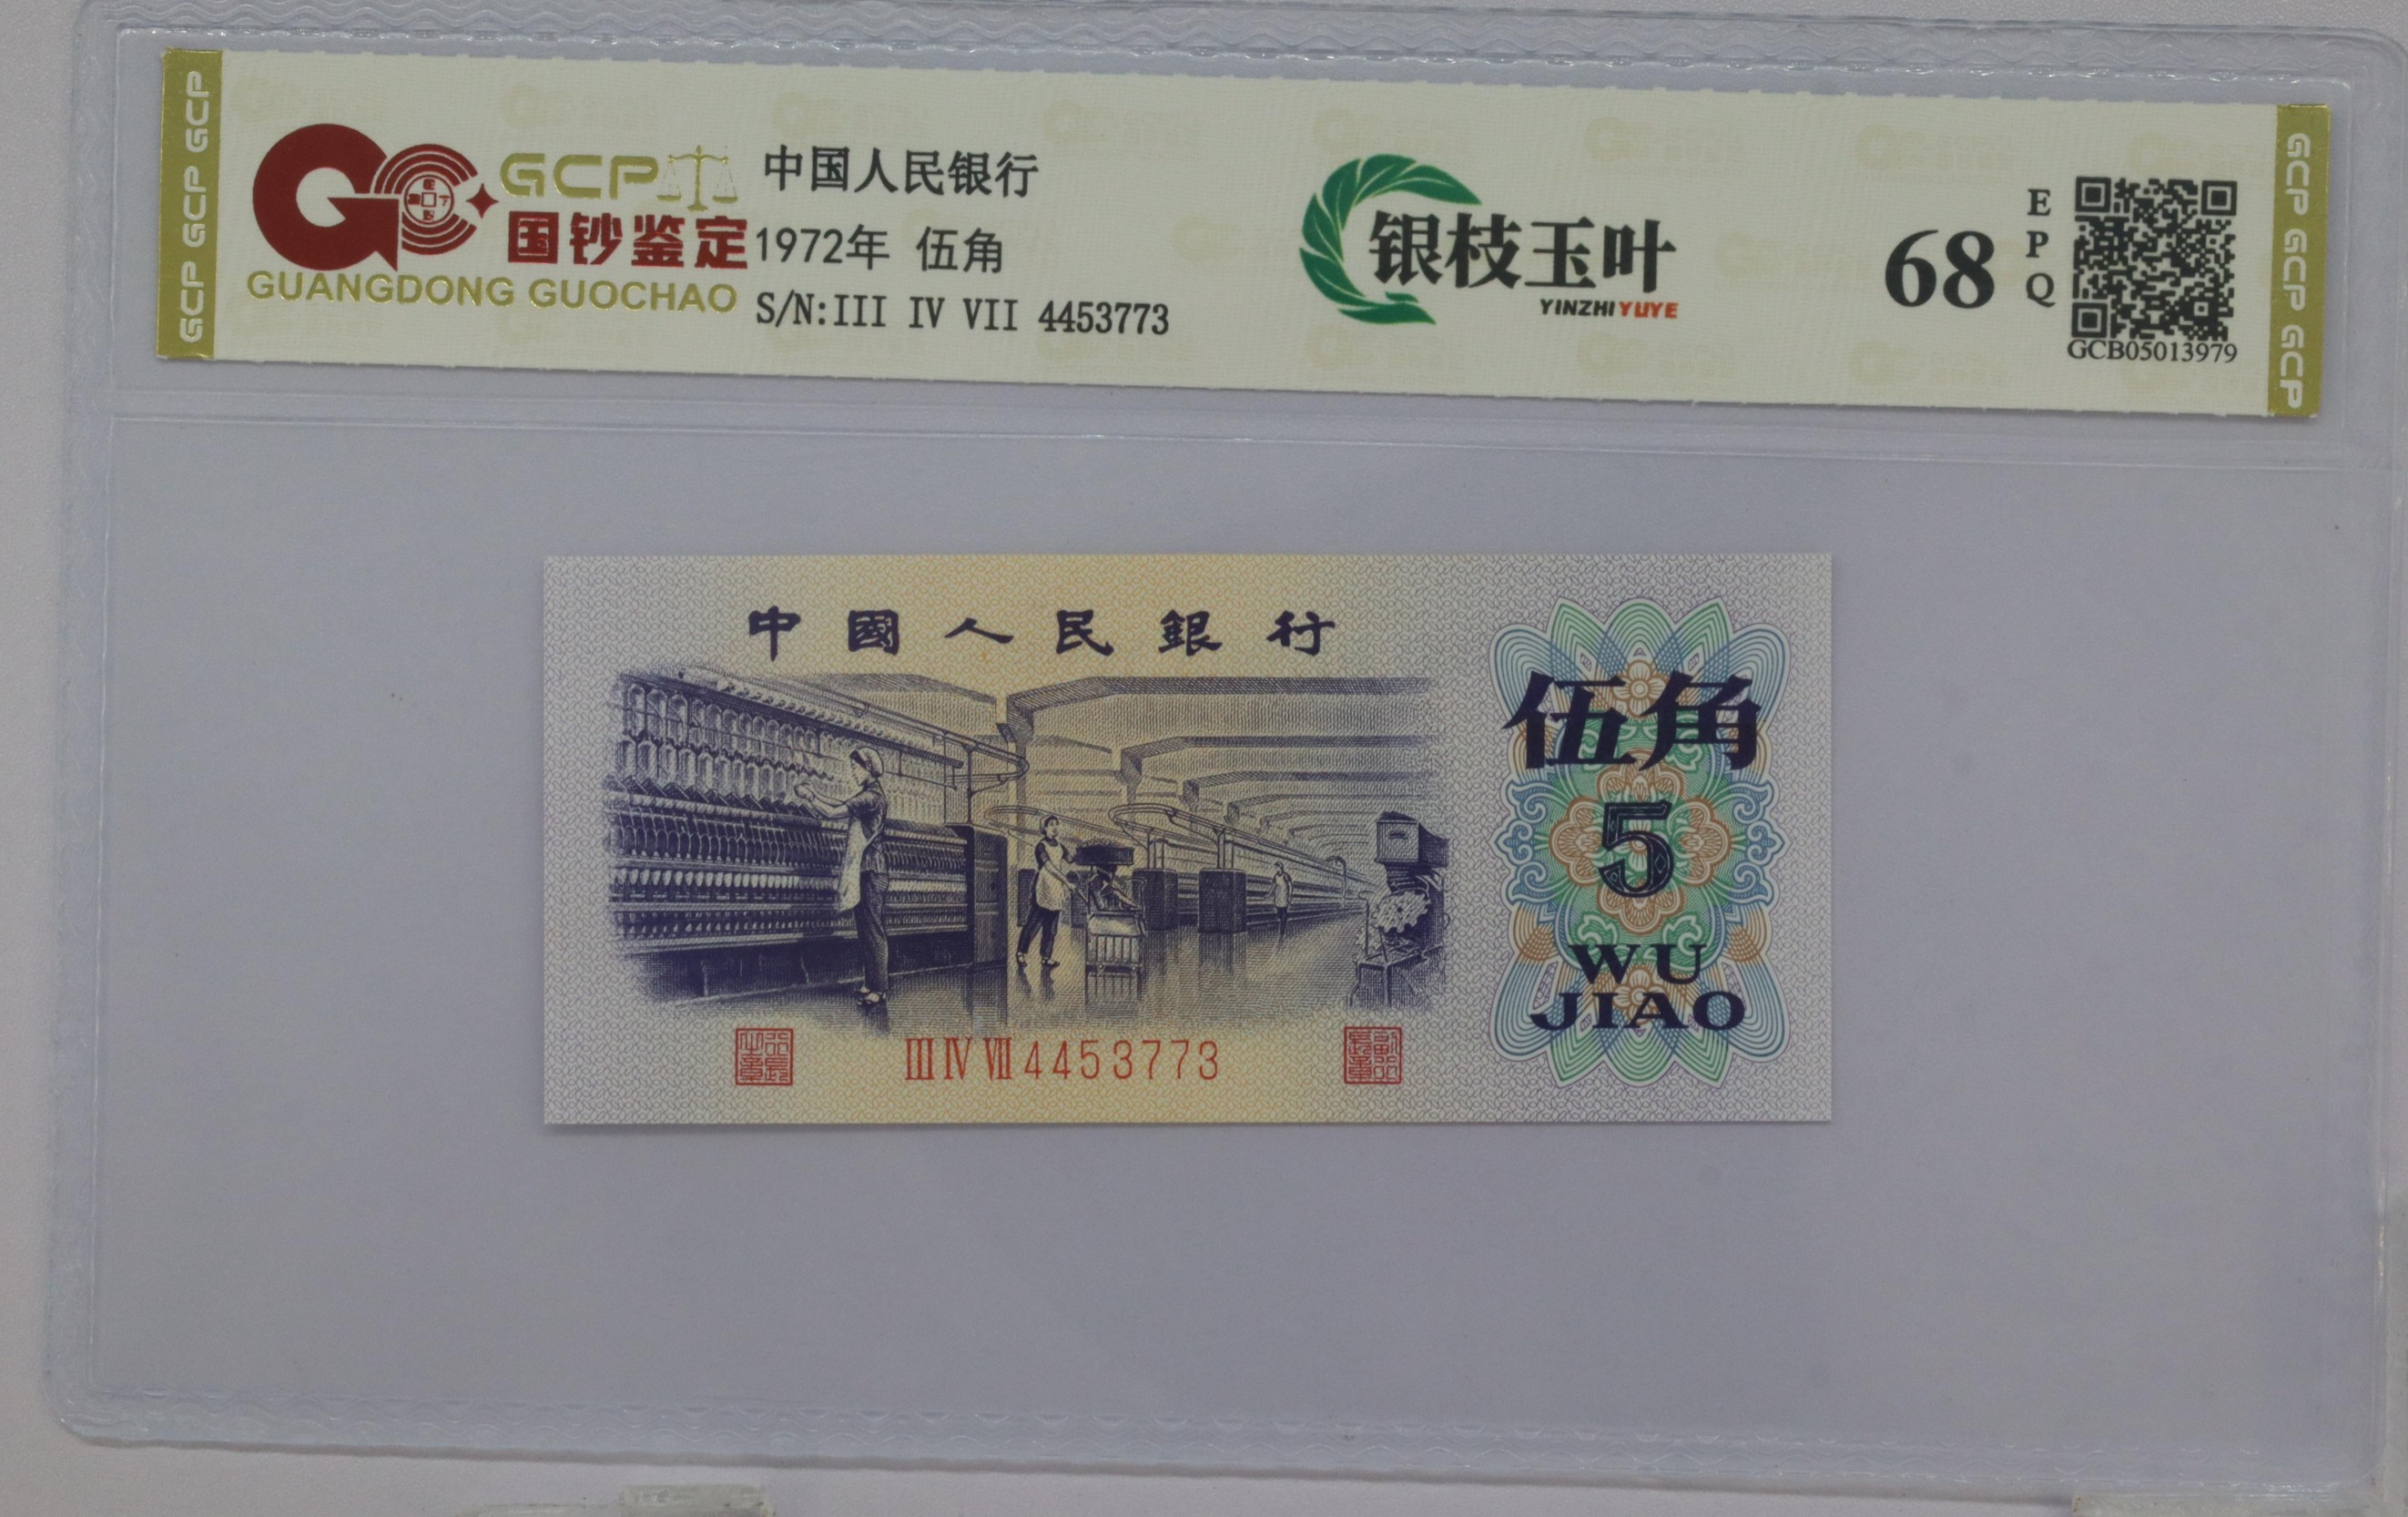 GCP GCP GCP
GCP
国钞鉴定
GUANGDONG GUOCHAO
中国人民银行
1972年 伍角
S/N:III IV VII 4453773
银枝玉叶
YINZHIYUYE
68
EPQ
GCB05013979
GCP GCP GCP
中國人民銀行
伍角
5
WU
JIAO
III IV VII 4453773